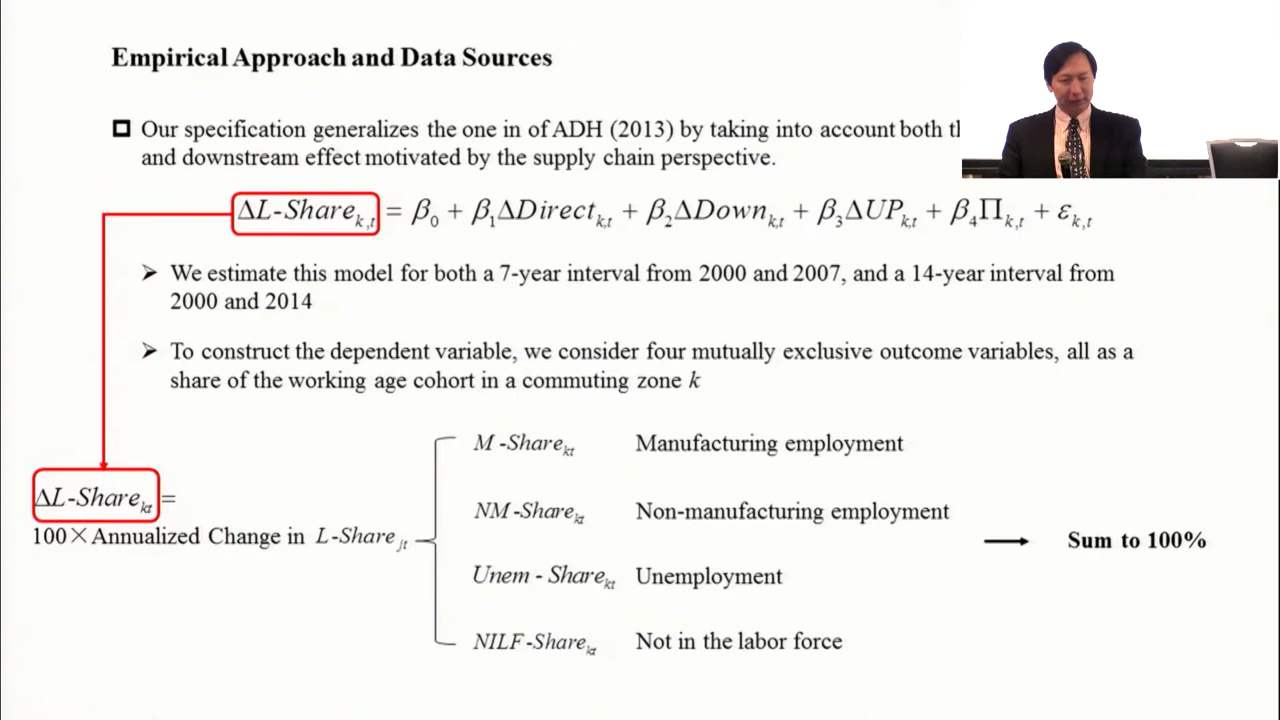 Empirical Approach and Data Sources
Our specification generalizes the one in of ADH (2013) by taking into account both
and downstream effect motivated by the supply chain perspective.
ΔL-Share_{k,t} = β_0 + β_1ΔDirect_{k,t} + β_2ΔDown_{k,t} + β_3ΔUP_{k,t} + β_4Π_{k,t} + ε_{k,t}
We estimate this model for both a 7-year interval from 2000 and 2007, and a 14-year interval from
2000 and 2014
To construct the dependent variable, we consider four mutually exclusive outcome variables, all as a
share of the working age cohort in a commuting zone k
M -Share_{kt} Manufacturing employment
ΔL-Share_{kt} =
NM -Share_{kt} Non-manufacturing employment
100×Annualized Change in L-Share_{jt}
Sum to 100%
Unem - Share_{kt} Unemployment
NILF -Share_{kt} Not in the labor force